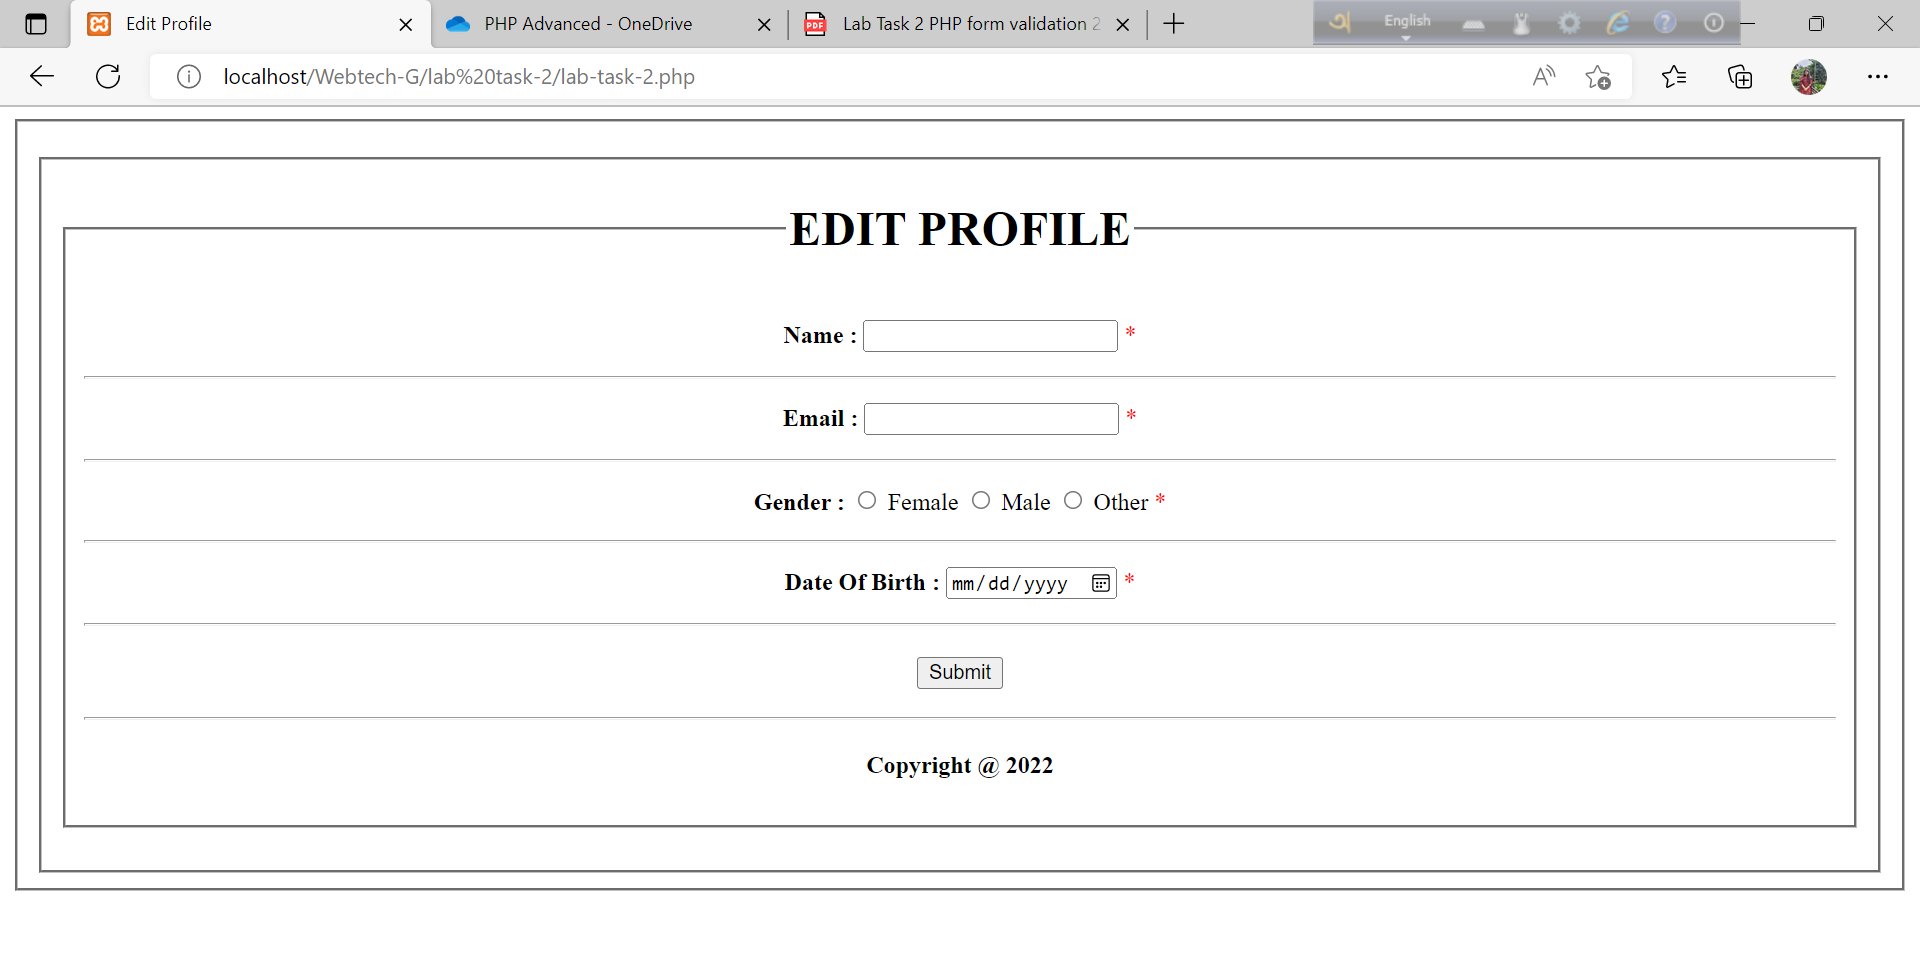 Edit Profile
PHP Advanced - OneDrive
PDF
Lab Task 2 PHP form validation 2
অ
English
localhost/Webtech-G/lab%20task-2/lab-task-2.php
EDIT PROFILE
Name : *
Email : *
Gender : Female Male Other *
Date Of Birth : mm/dd/yyyy *
Submit
Copyright @ 2022